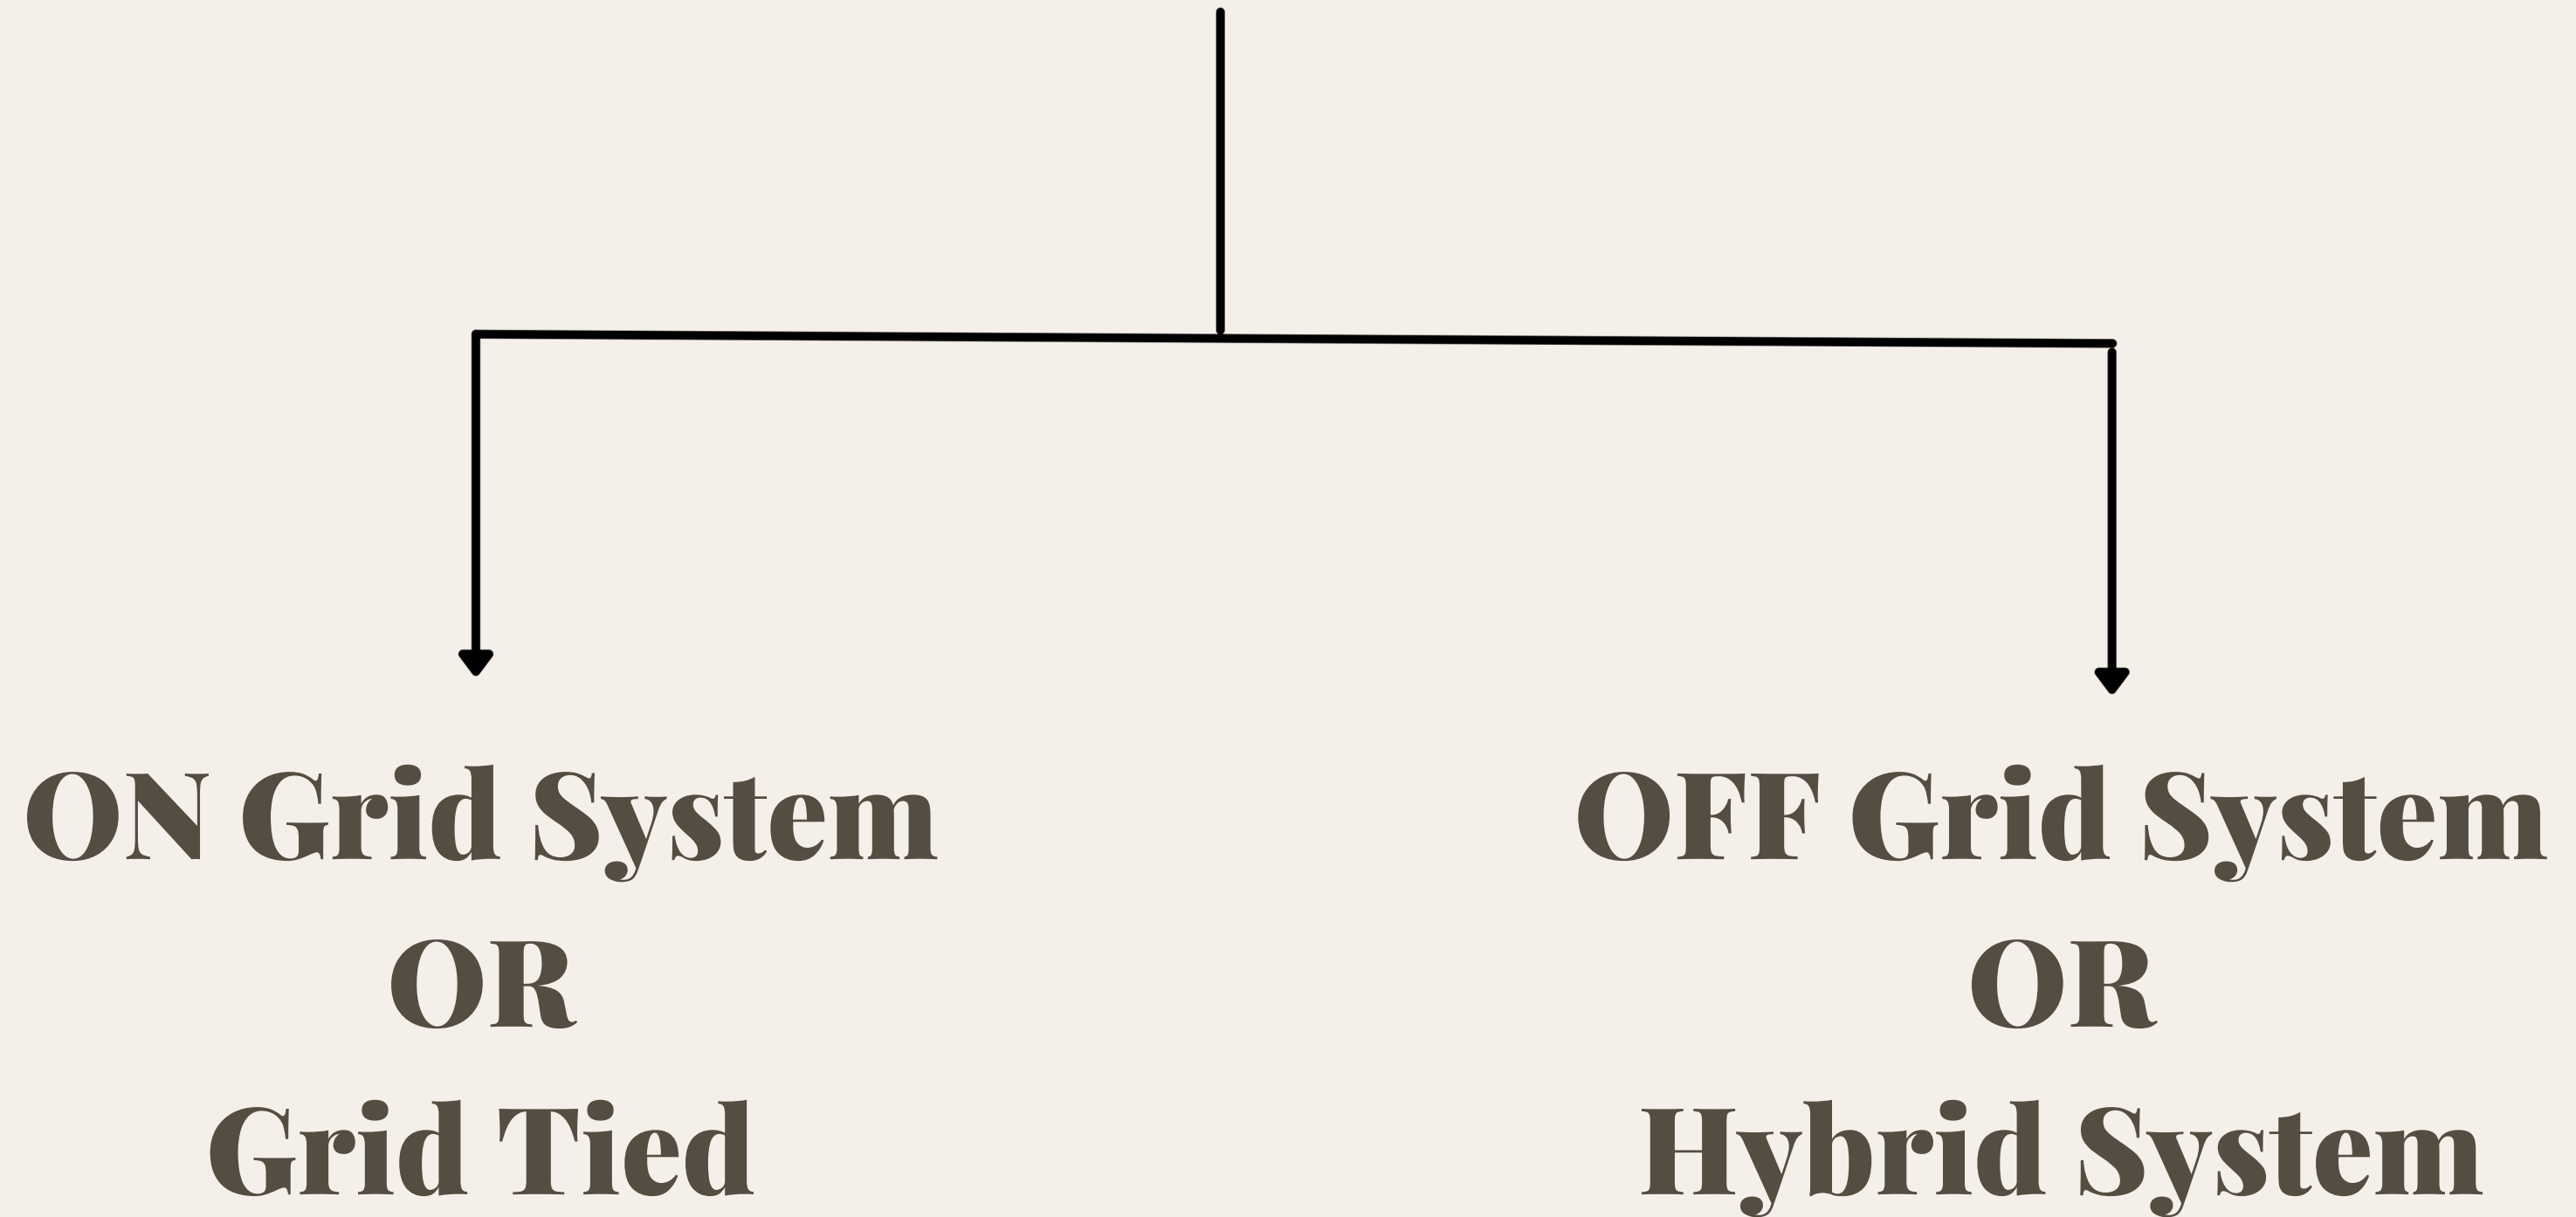 ON Grid System
OR
Grid Tied
OFF Grid System
OR
Hybrid System